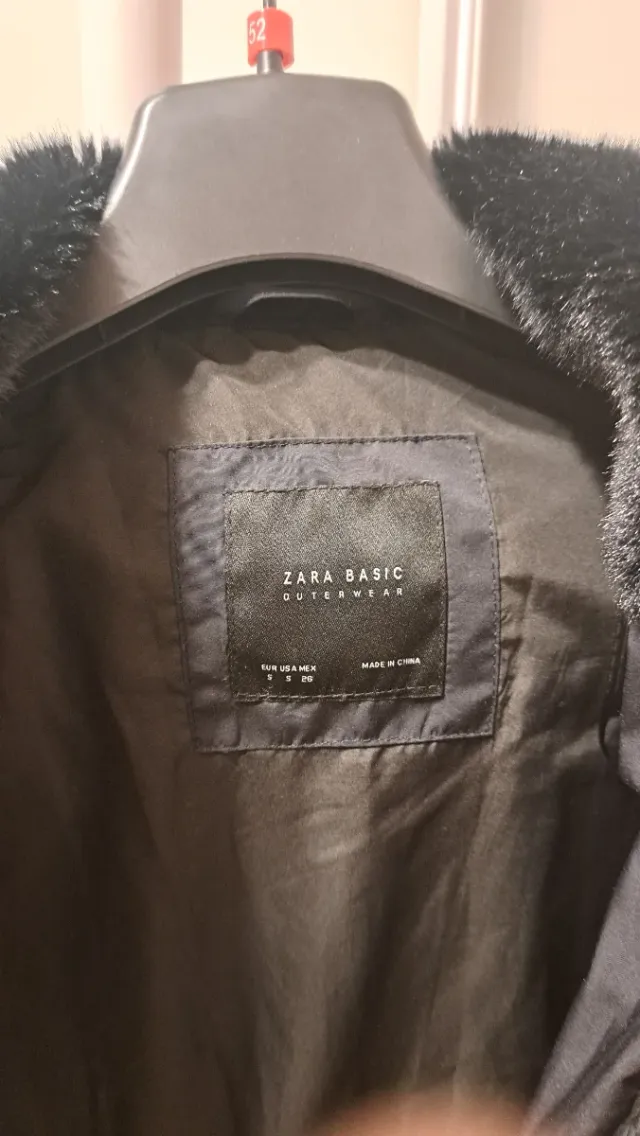 52
ZARA BASIC
OUTERWEAR
EUR USA MEX
S S 26
MADE IN CHINA